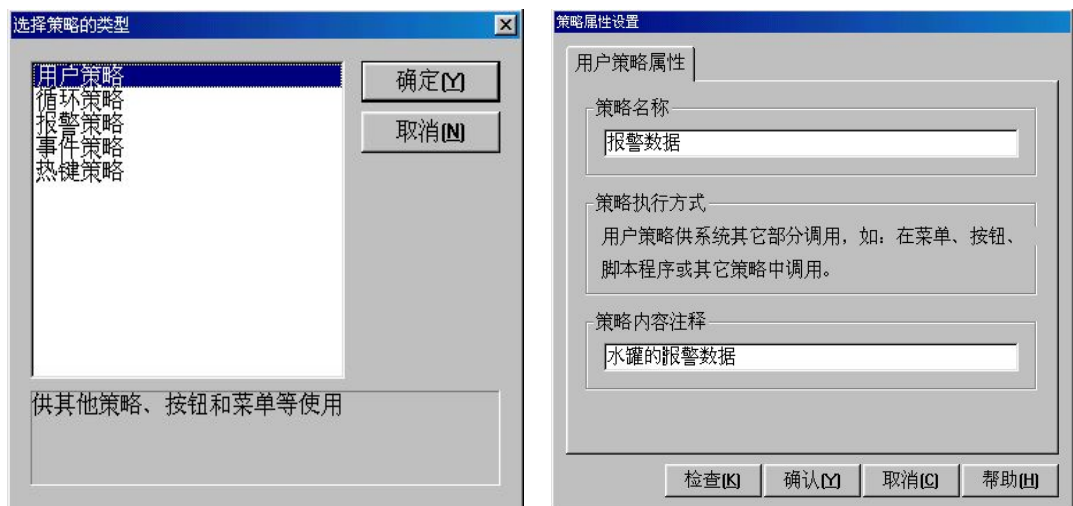 选择策略的类型
用户策略
循环策略
报警策略
事件策略
热键策略
确定(Y)
取消(N)
供其他策略、按钮和菜单等使用
策略属性设置
用户策略属性
策略名称
报警数据
策略执行方式
用户策略供系统其它部分调用，如：在菜单、按钮、
脚本程序或其它策略中调用。
策略内容注释
水罐的报警数据
检查(K) 确认(Y) 取消(C) 帮助(H)